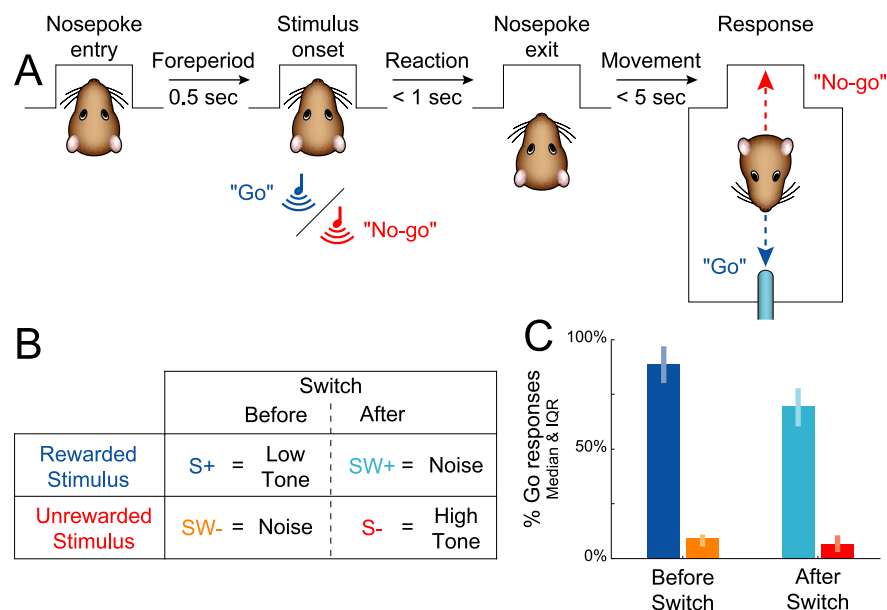 A
Nosepoke
entry
Foreperiod
0.5 sec
Stimulus
onset
Reaction
< 1 sec
Nosepoke
exit
Movement
< 5 sec
Response
"Go"
"No-go"
"No-go"
"Go"
B
Switch
Before After
Rewarded
Stimulus
S+ = Low
Tone
SW+ = Noise
Unrewarded
Stimulus
SW- = Noise
S- = High
Tone
C
% Go responses
Median & IQR
100%
50%
0%
Before
Switch
After
Switch